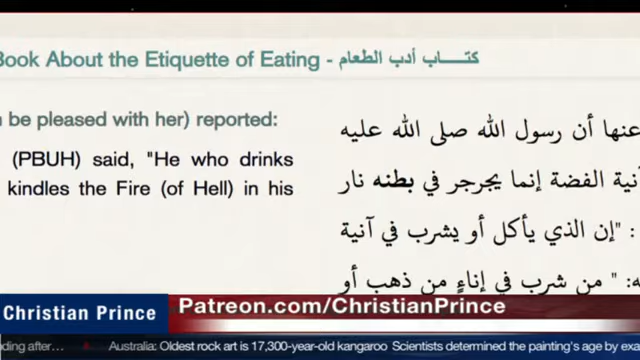 Book About the Etiquette of Eating - كتـــــاب أدب الطعام
be pleased with her) reported:
(PBUH) said, "He who drinks
kindles the Fire (of Hell) in his
عنها أن رسول الله صلى الله عليه
آنية الفضة إنما يجرجر في بطنه نار
: "إن الذي يأكل أو يشرب في آنية
" من شرب في إناءٍ من ذهب أو
Christian Prince
Patreon.com/ChristianPrince
after...
Australia: Oldest rock art is 17,300-year-old kangaroo Scientists determined the painting's age by